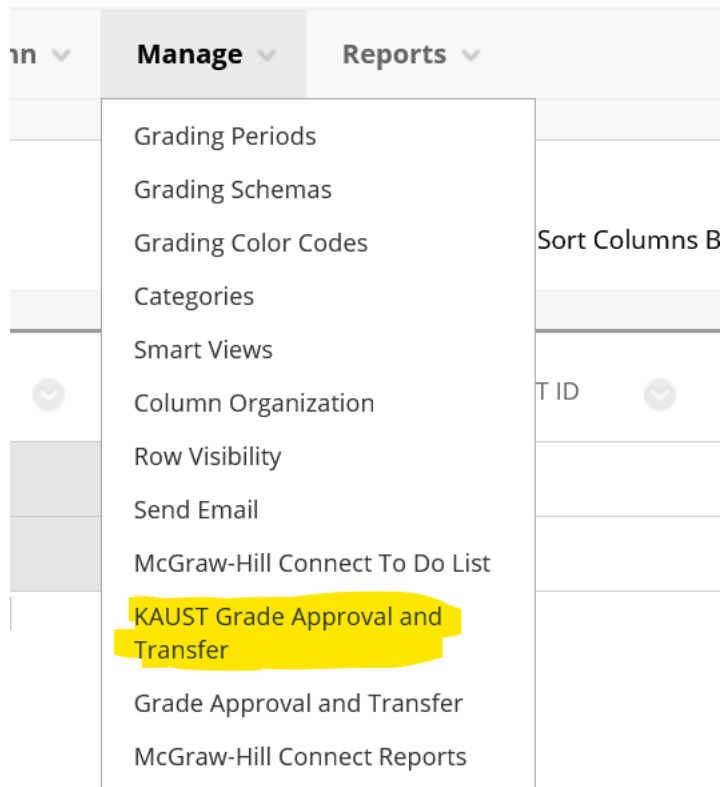 Manage
Reports
Grading Periods
Grading Schemas
Grading Color Codes
Sort Columns
Categories
Smart Views
Column Organization
T ID
Row Visibility
Send Email
McGraw-Hill Connect To Do List
KAUST Grade Approval and
Transfer
Grade Approval and Transfer
McGraw-Hill Connect Reports